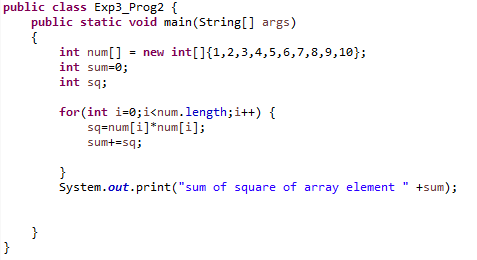 public class Exp3_Prog2 {
public static void main(String[] args)
{
int num[] = new int[]{1,2,3,4,5,6,7,8,9,10};
int sum=0;
int sq;
for(int i=0;i<num.length;i++) {
sq=num[i]*num[i];
sum+=sq;
}
System.out.print("sum of square of array element " +sum);
}
}